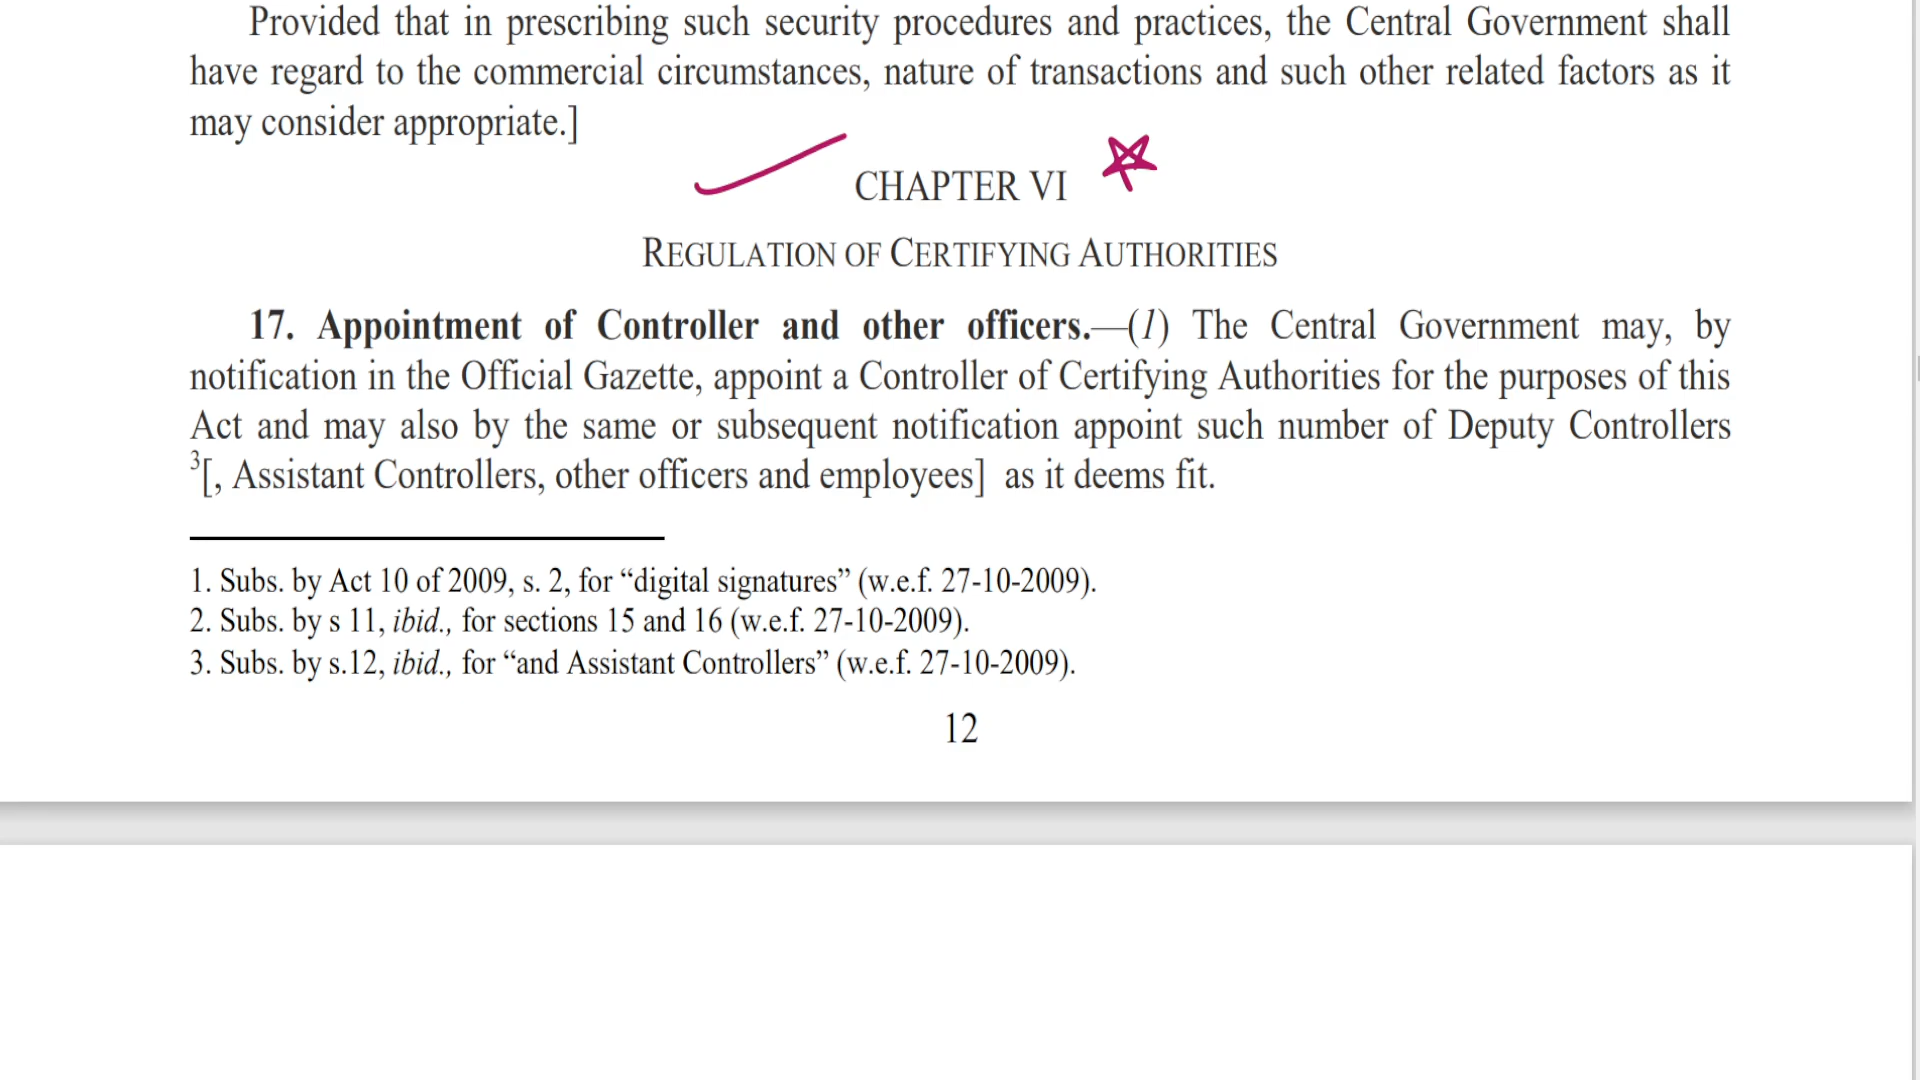 Provided that in prescribing such security procedures and practices, the Central Government shall
have regard to the commercial circumstances, nature of transactions and such other related factors as it
may consider appropriate.]
CHAPTER VI
REGULATION OF CERTIFYING AUTHORITIES
17. Appointment of Controller and other officers.—(1) The Central Government may, by
notification in the Official Gazette, appoint a Controller of Certifying Authorities for the purposes of this
Act and may also by the same or subsequent notification appoint such number of Deputy Controllers
3[, Assistant Controllers, other officers and employees] as it deems fit.
1. Subs. by Act 10 of 2009, s. 2, for “digital signatures” (w.e.f. 27-10-2009).
2. Subs. by s 11, ibid., for sections 15 and 16 (w.e.f. 27-10-2009).
3. Subs. by s.12, ibid., for “and Assistant Controllers” (w.e.f. 27-10-2009).
12